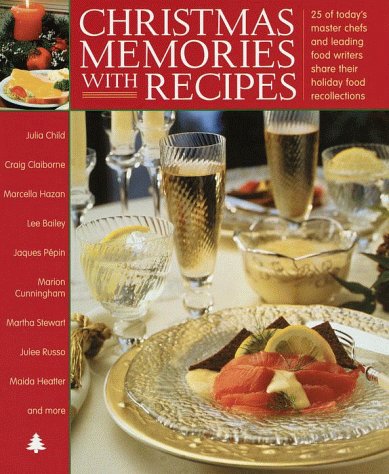 CHRISTMAS
MEMORIES
WITH RECIPES
25 of today's
master chefs
and leading
food writers
share their
holiday food
recollections
Julia Child
Craig Claiborne
Marcella Hazan
Lee Bailey
Jaques Pépin
Marion
Cunningham
Martha Stewart
Julee Russo
Maida Heatter
and more